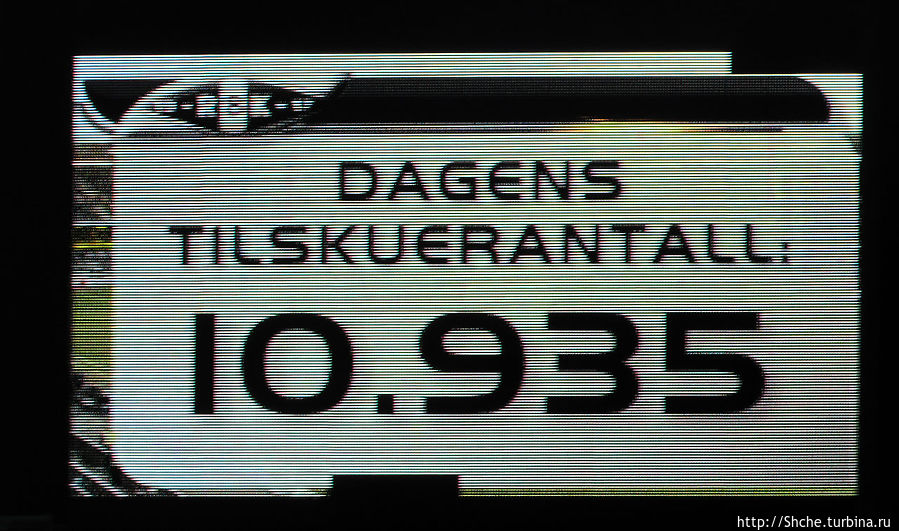 DAGENS
TILSKUERANTALL:
10.935
http://Shche.turbina.ru